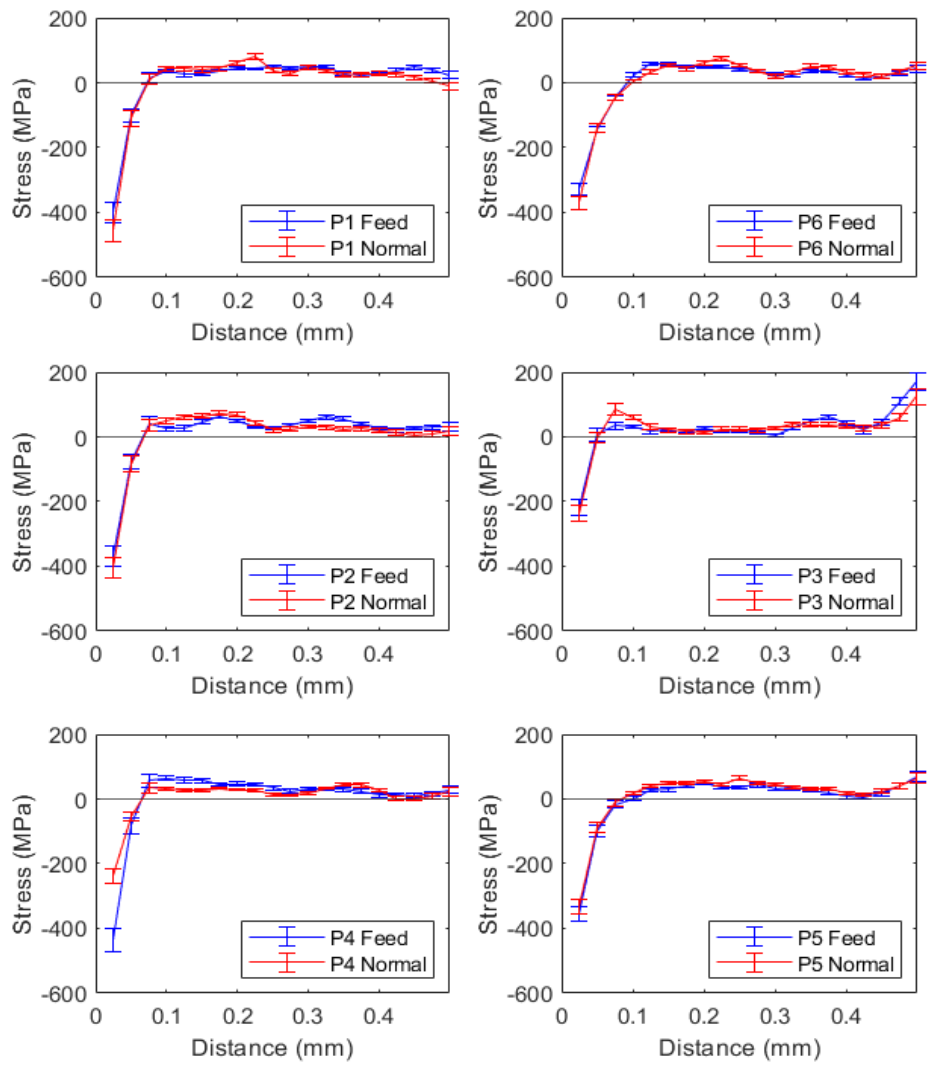 200
0
-200
-400
-600
Stress (MPa)
P1 Feed
P1 Normal
0 0.1 0.2 0.3 0.4
Distance (mm)
200
0
-200
-400
-600
Stress (MPa)
P6 Feed
P6 Normal
0 0.1 0.2 0.3 0.4
Distance (mm)
200
0
-200
-400
-600
Stress (MPa)
P2 Feed
P2 Normal
0 0.1 0.2 0.3 0.4
Distance (mm)
200
0
-200
-400
-600
Stress (MPa)
P3 Feed
P3 Normal
0 0.1 0.2 0.3 0.4
Distance (mm)
200
0
-200
-400
-600
Stress (MPa)
P4 Feed
P4 Normal
0 0.1 0.2 0.3 0.4
Distance (mm)
200
0
-200
-400
-600
Stress (MPa)
P5 Feed
P5 Normal
0 0.1 0.2 0.3 0.4
Distance (mm)